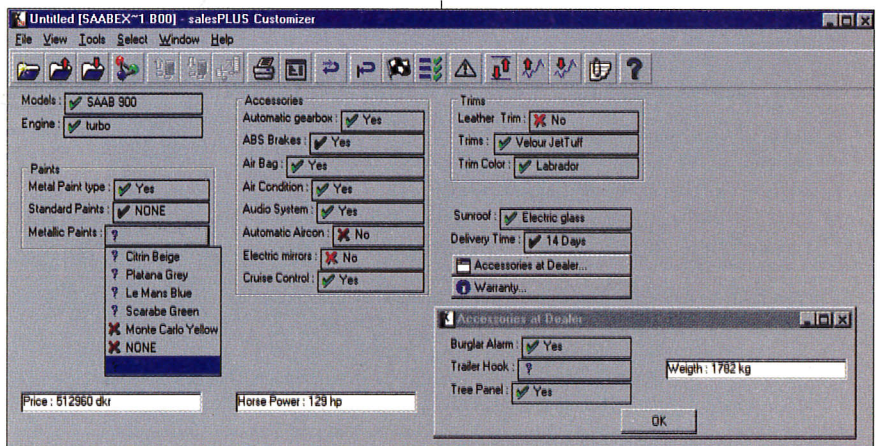 Untitled [SAABEX~1.B00] - salesPLUS Customizer
File View Tools Select Window Help
Models : SAAB 900
Engine : turbo
Paints
Metal Paint type : Yes
Standard Paints : NONE
Metallic Paints : ?
? Citrin Beige
? Platana Grey
? Le Mans Blue
? Scarabe Green
Monte Carlo Yellow
NONE
Accessories
Automatic gearbox : Yes
ABS Brakes : Yes
Air Bag : Yes
Air Condition : Yes
Audio System : Yes
Automatic Aircon : No
Electric mirrors : No
Cruise Control : Yes
Trims
Leather Trim : No
Trims : Velour JetTuff
Trim Color : Labrador
Sunroof : Electric glass
Delivery Time : 14 Days
Accessories at Dealer...
Warranty...
Accessories at Dealer
Burglar Alarm : Yes
Trailer Hook : ?
Tree Panel : Yes
Weigth : 1782 kg
OK
Price : 512960 dkr
Horse Power : 129 hp